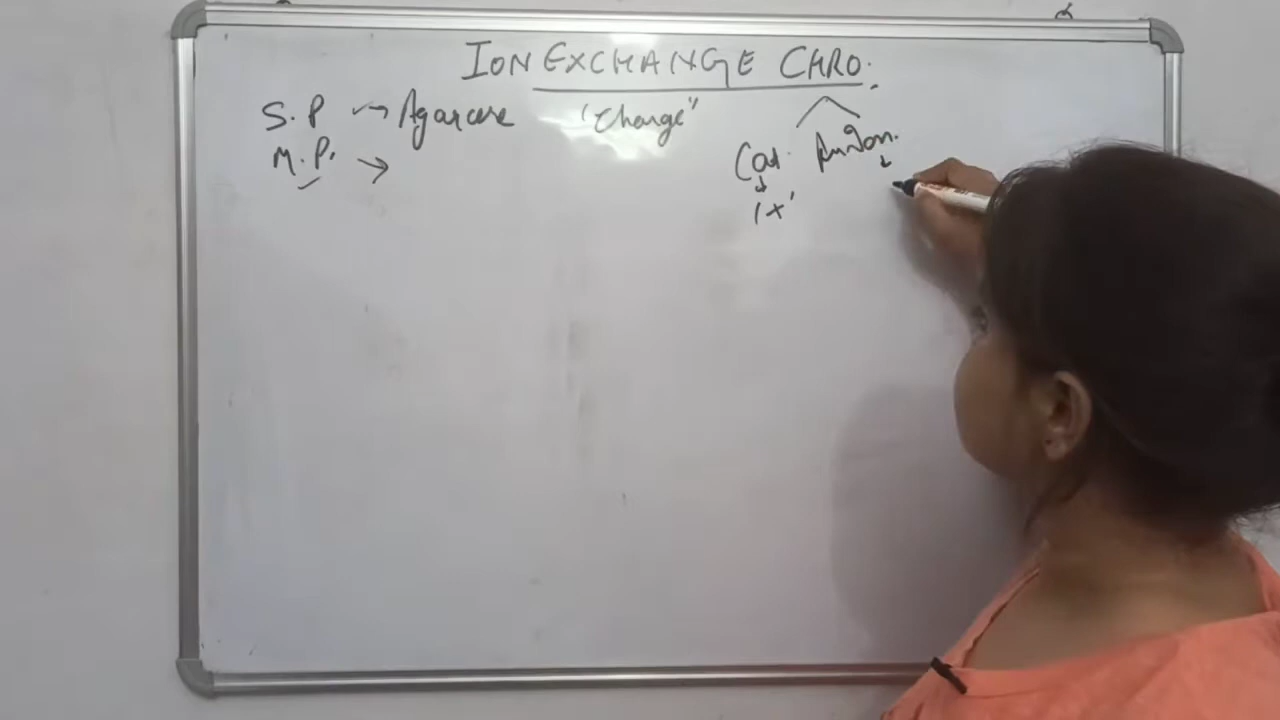 ION EXCHANGE CHRO.
S.P → Agarose "Charge"
M.P. →
Cat. Anion.
↓ ↓
'x'